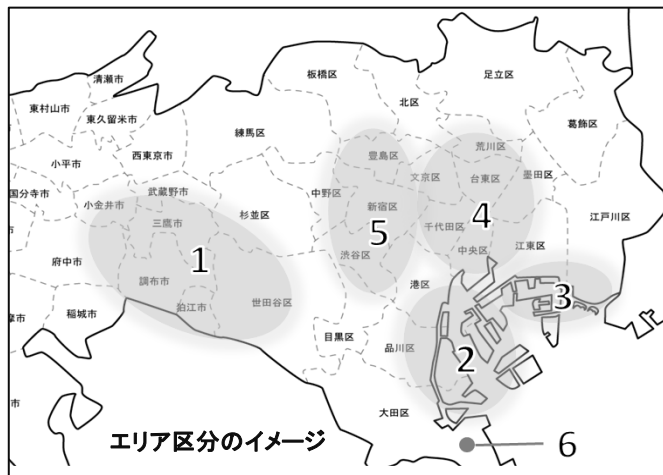 板橋区
足立区
清瀬市
北区
東村山市
東久留米市
葛飾区
練馬区
荒川区
小平市
西東京市
豊島区
文京区
台東区
墨田区
国分寺市
武蔵野市
中野区
小金井市
杉並区
新宿区
三鷹市
4
江戸川区
5
千代田区
江東区
府中市
1
渋谷区
中央区
調布市
港区
3
稲城市
狛江市
世田谷区
摩市
目黒区
品川区
2
市
大田区
エリア区分のイメージ
6